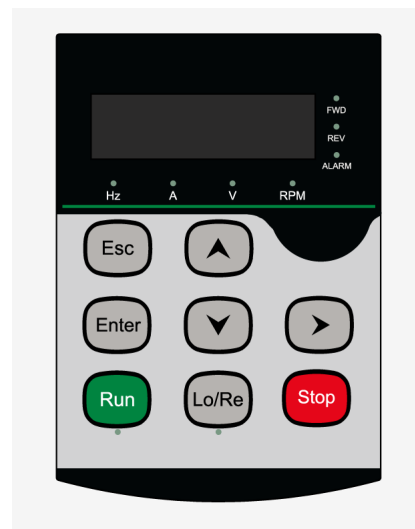 FWD
REV
ALARM
Hz A V RPM
Esc
Enter
Run Lo/Re Stop